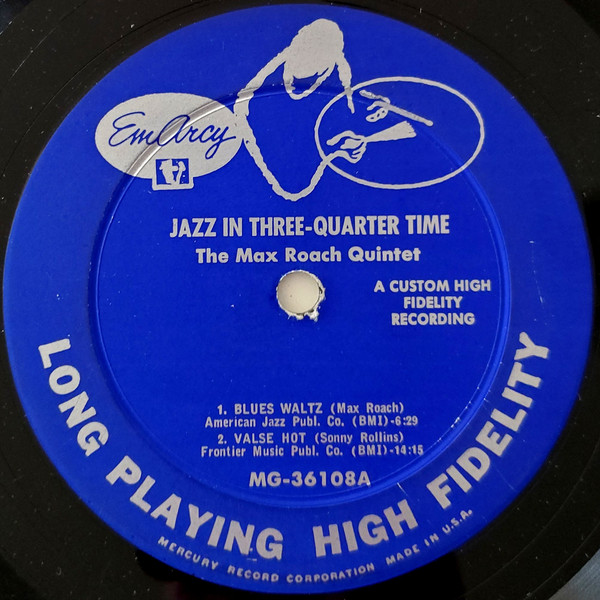 EmArcy
JAZZ IN THREE-QUARTER TIME
The Max Roach Quintet
A CUSTOM HIGH
FIDELITY
RECORDING
1. BLUES WALTZ (Max Roach)
American Jazz Publ. Co. (BMI)-6:29
2. VALSE HOT (Sonny Rollins)
Frontier Music Publ. Co. (BMI)-14:15
MG-36108A
LONG PLAYING HIGH FIDELITY
MERCURY RECORD CORPORATION MADE IN U.S.A.